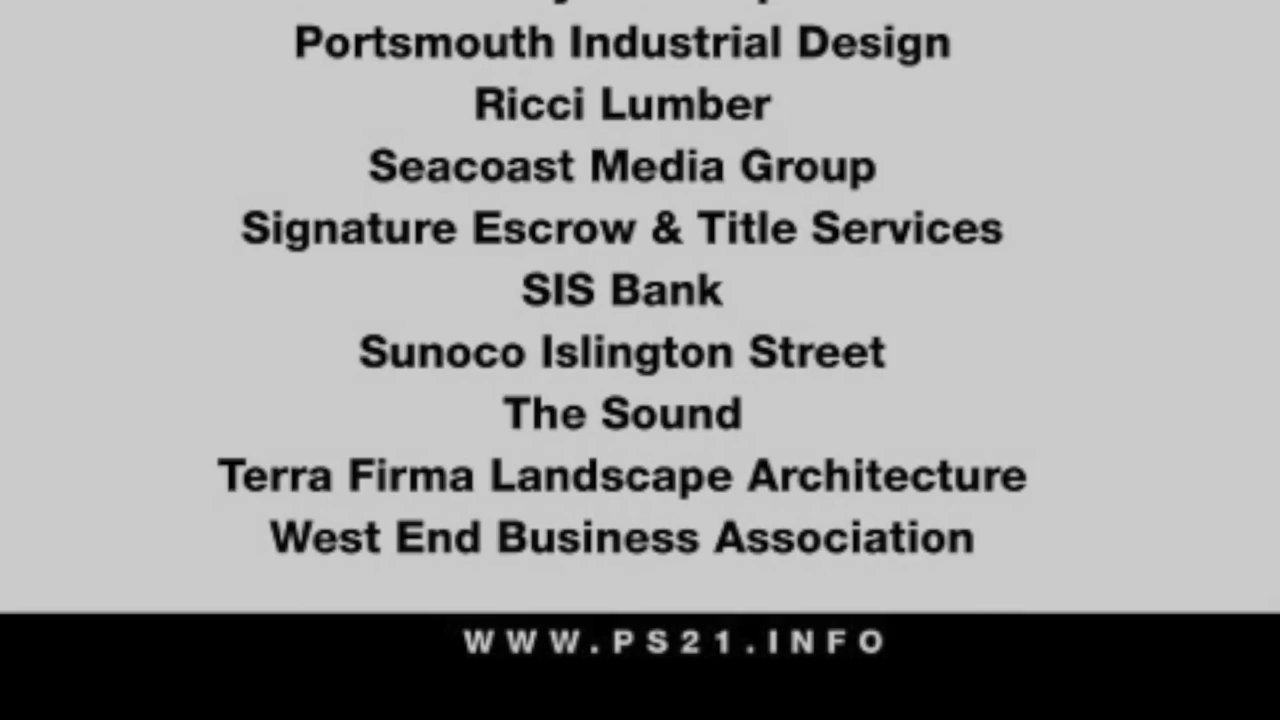 Portsmouth Industrial Design
Ricci Lumber
Seacoast Media Group
Signature Escrow & Title Services
SIS Bank
Sunoco Islington Street
The Sound
Terra Firma Landscape Architecture
West End Business Association
WWW.PS21.INFO